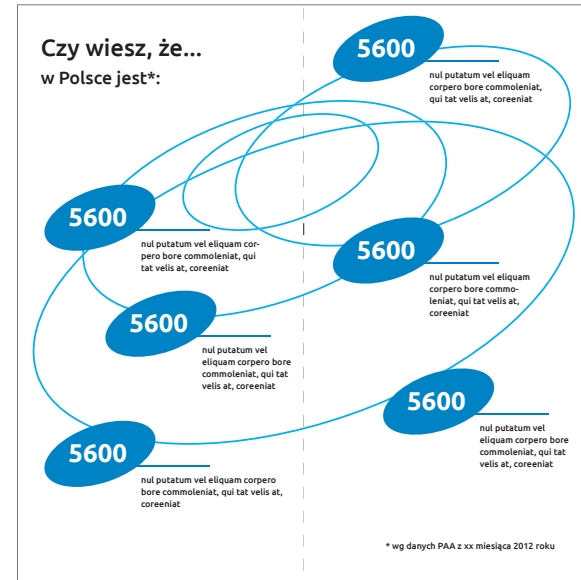 Czy wiesz, że...
w Polsce jest*:
5600
nul putatum vel eliquam
corpero bore commoleniat,
qui tat velis at, coreeniat
5600
nul putatum vel eliquam cor-
pero bore commoleniat, qui
tat velis at, coreeniat
5600
nul putatum vel eliquam
corpero bore commo-
leniat, qui tat velis at,
coreeniat
5600
nul putatum vel
eliquam corpero bore
commoleniat, qui tat
velis at, coreeniat
5600
nul putatum vel
eliquam corpero bore
commoleniat, qui tat
velis at, coreeniat
5600
nul putatum vel eliquam corpero
bore commoleniat, qui tat velis at,
coreeniat
* wg danych PAA z xx miesiąca 2012 roku